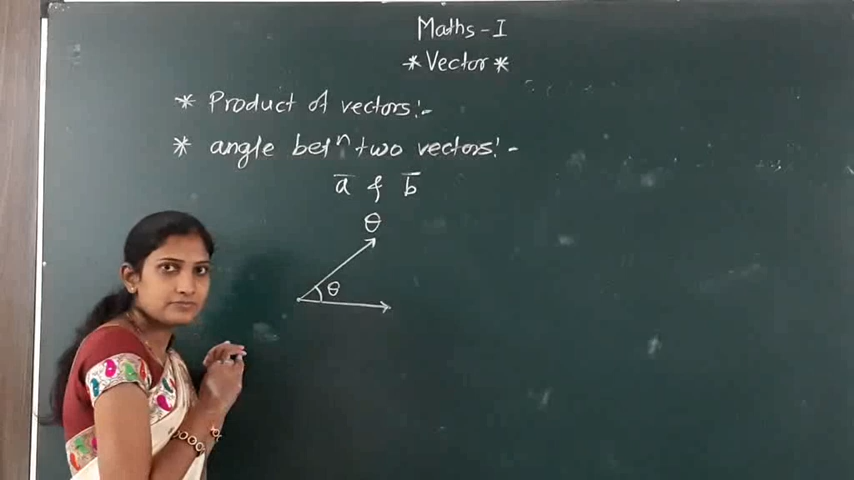 Maths-I
*Vector*
* Product of vectors:-
* angle betⁿ two vectors:-
a̅ & b̅
θ
θ